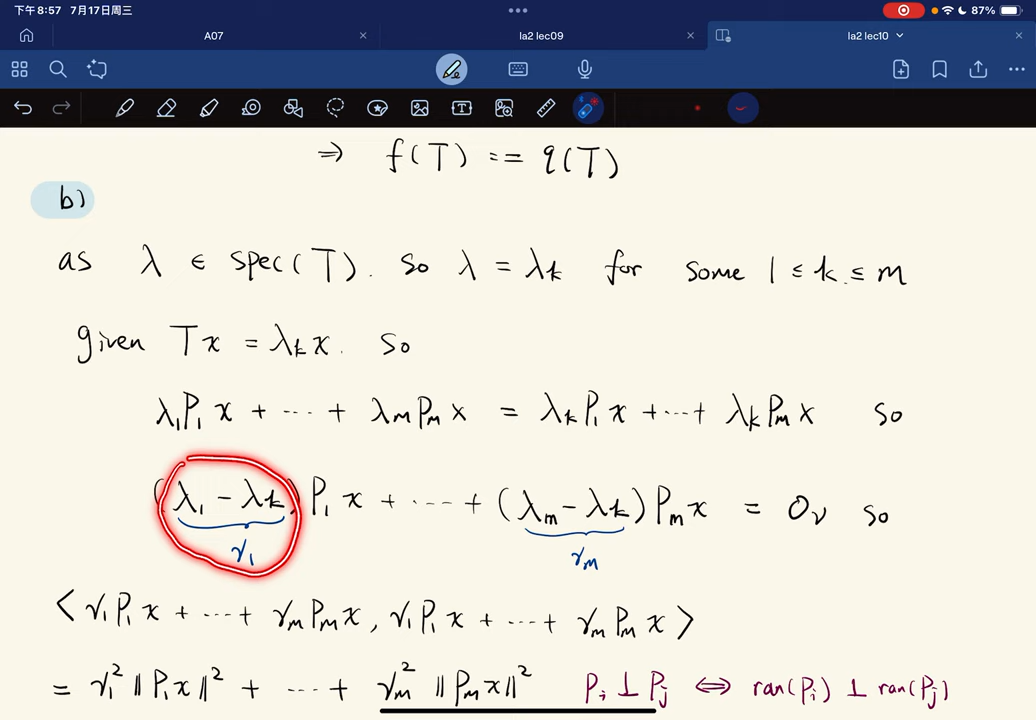 下午8:57 7月17日周三
87%
A07
la2 lec09
la2 lec10
⇒ f(T) == q(T)
b)
as λ ∈ spec(T). so λ = λk for some 1 ≤ k ≤ m
given Tx = λkx. so
λ1P1x + ... + λmPmx = λkP1x + ... + λkPmx so
(λ1 - λk)P1x + ... + (λm - λk)Pmx = 0V so
γ1 γm
<γ1P1x + ... + γmPmx, γ1P1x + ... + γmPmx>
= γ1² ||P1x||² + ... + γm² ||Pmx||² Pi ⊥ Pj ⇔ ran(Pi) ⊥ ran(Pj)